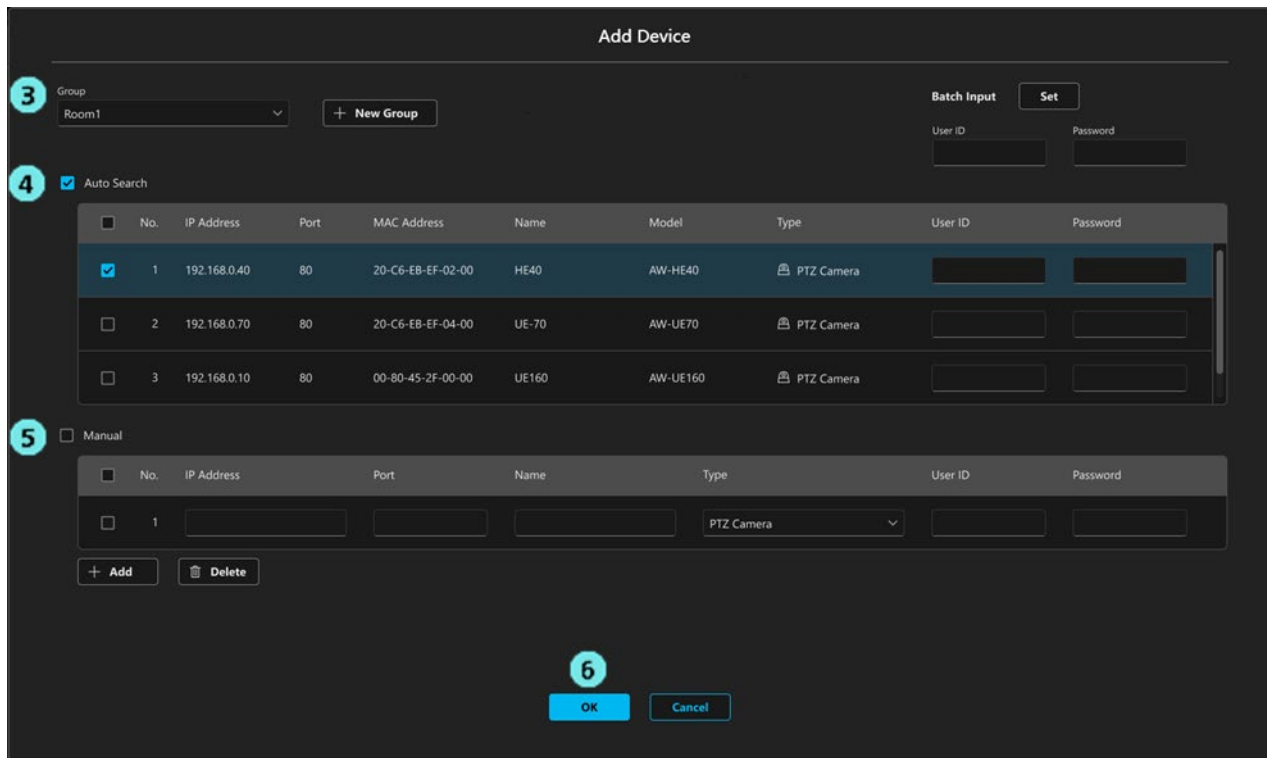 Add Device
3
Group
Room1
+ New Group
Batch Input
Set
User ID
Password
4
Auto Search
No. IP Address Port MAC Address Name Model Type User ID Password
1 192.168.0.40 80 20-C6-EB-EF-02-00 HE40 AW-HE40 PTZ Camera
2 192.168.0.70 80 20-C6-EB-EF-04-00 UE-70 AW-UE70 PTZ Camera
3 192.168.0.10 80 00-80-45-2F-00-00 UE160 AW-UE160 PTZ Camera
5
Manual
No. IP Address Port Name Type User ID Password
1 PTZ Camera
+ Add
Delete
6
OK
Cancel